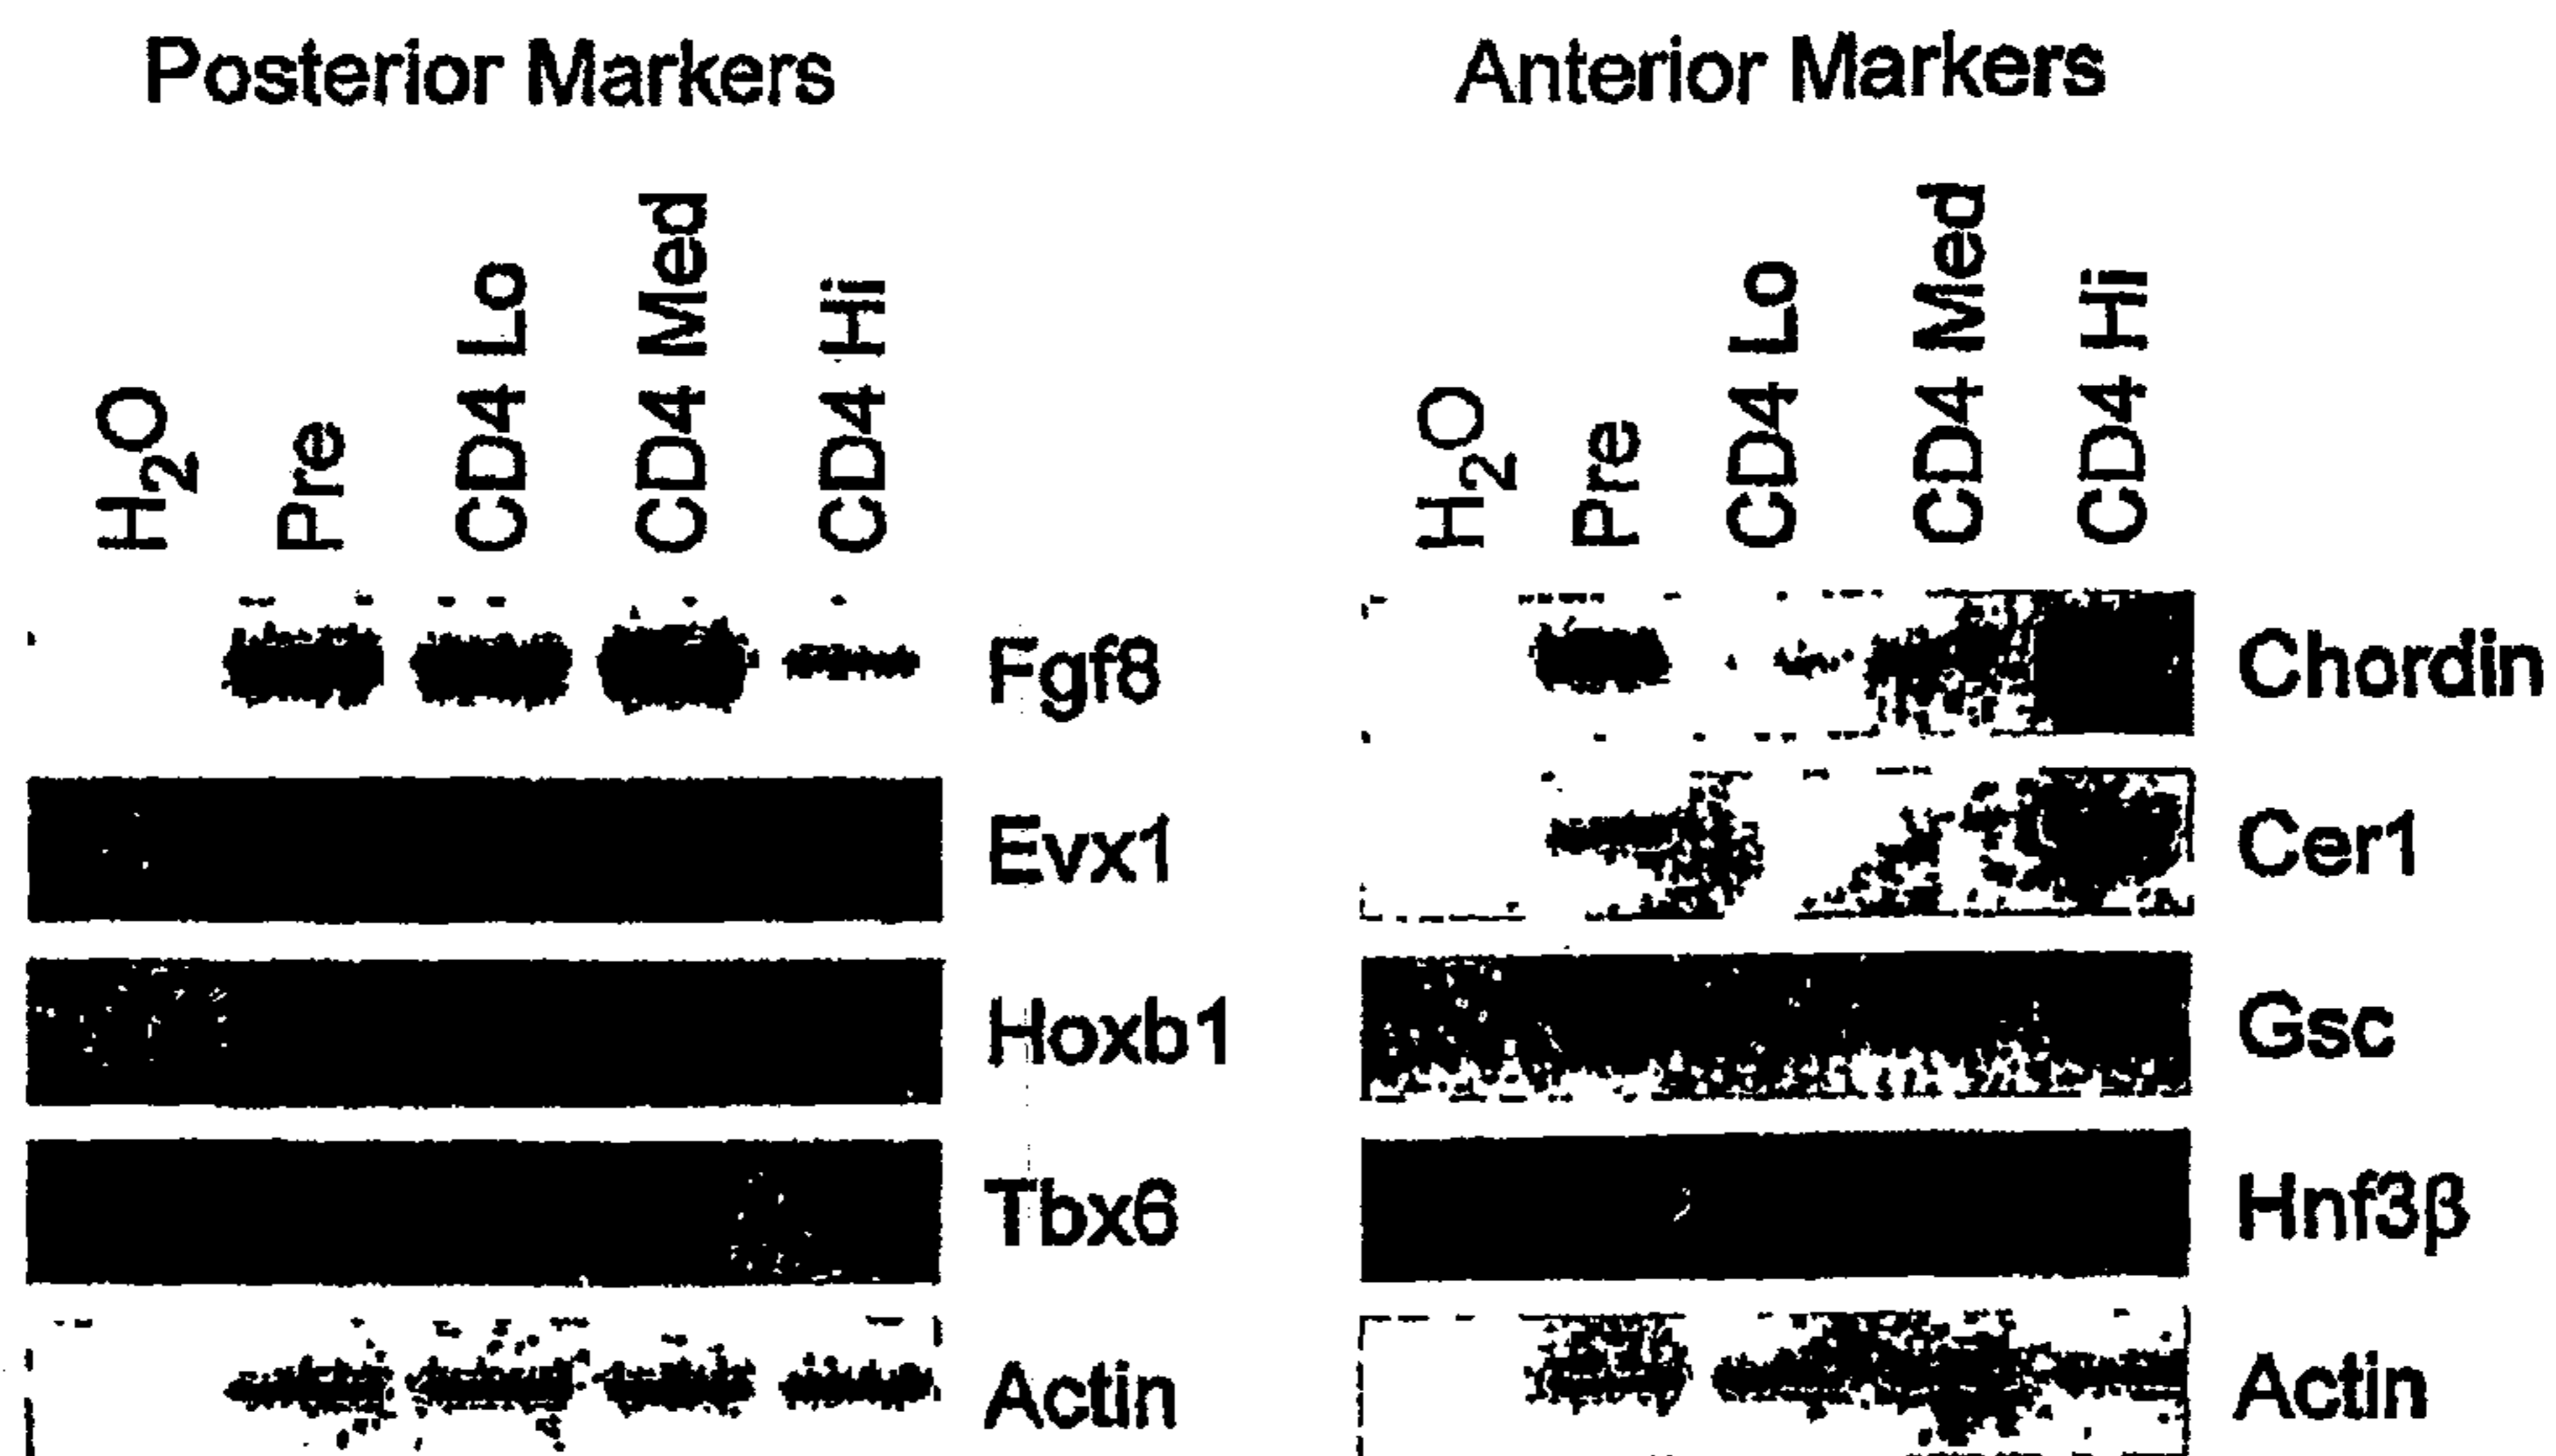 Posterior Markers
H₂O
Pre
CD4 Lo
CD4 Med
CD4 Hi
Fgf8
Evx1
Hoxb1
Tbx6
Actin
Anterior Markers
H₂O
Pre
CD4 Lo
CD4 Med
CD4 Hi
Chordin
Cer1
Gsc
Hnf3β
Actin